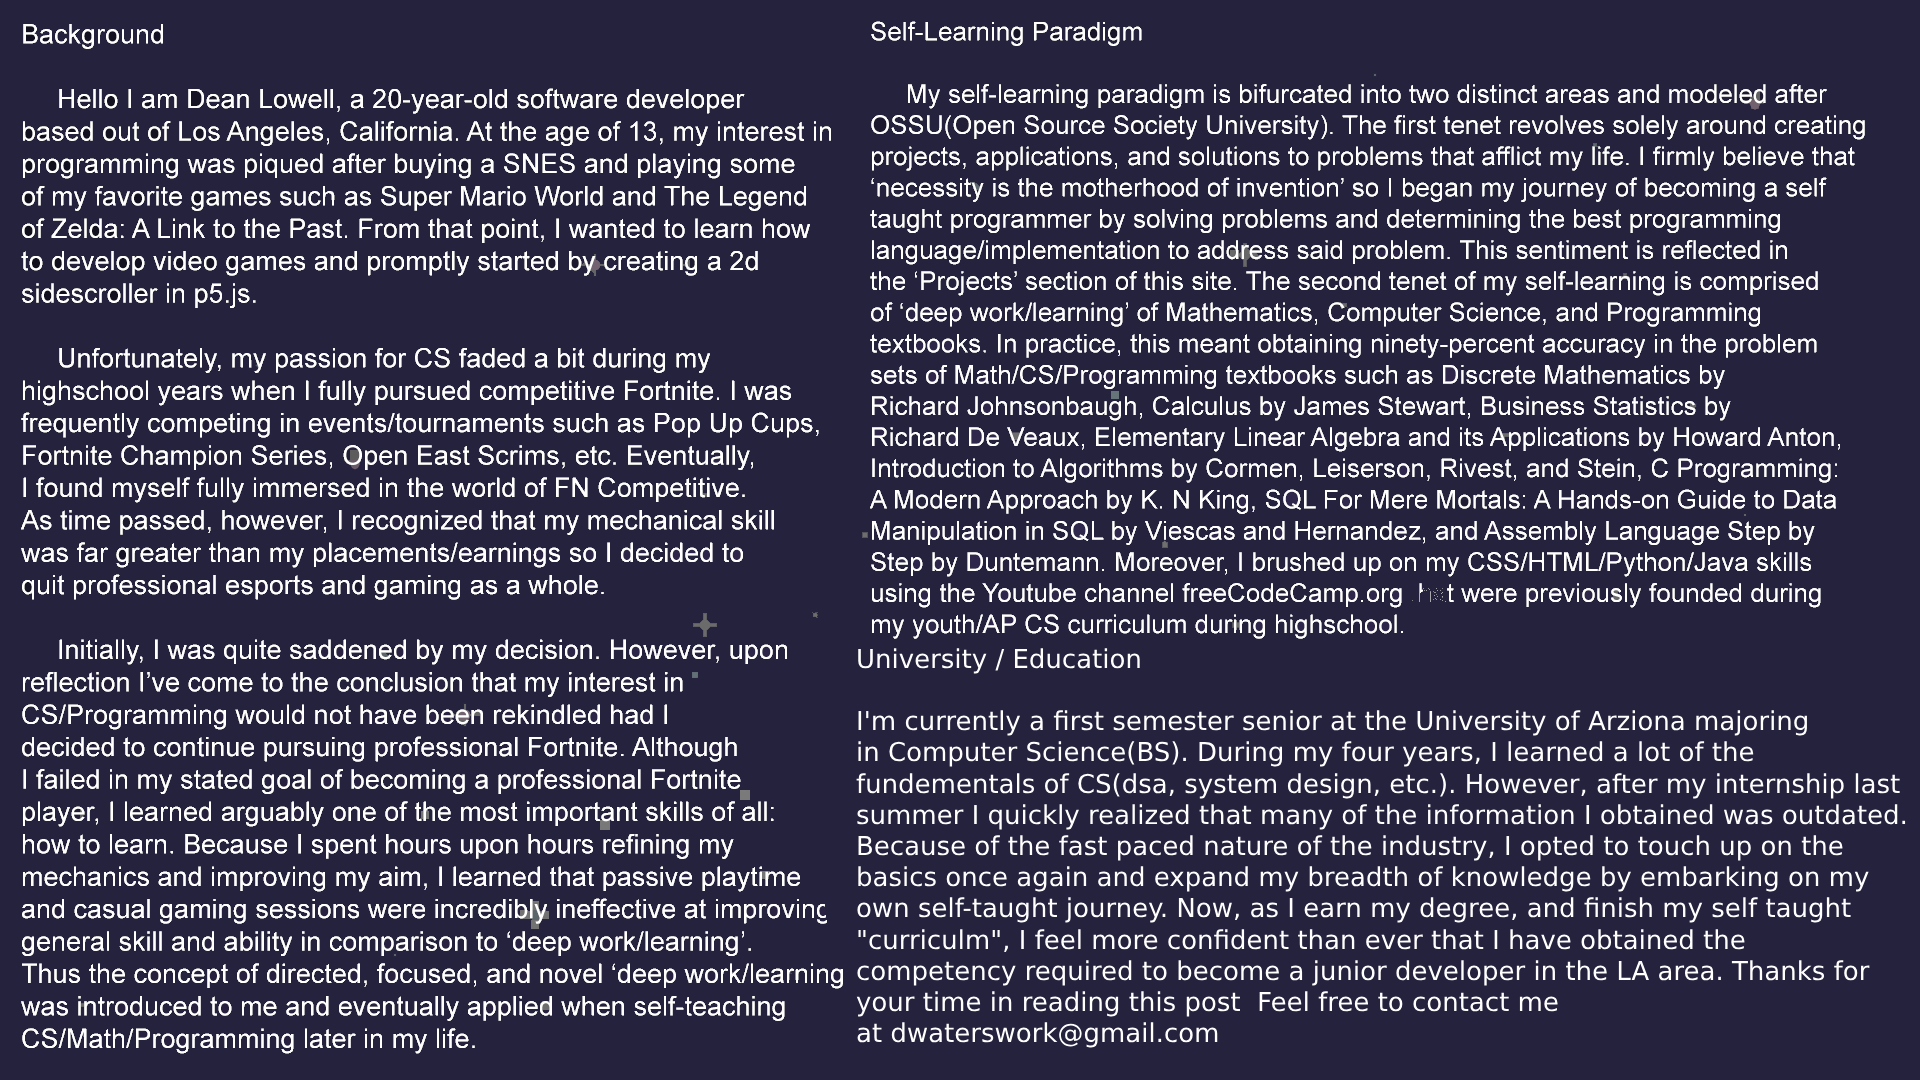 Background
Hello I am Dean Lowell, a 20-year-old software developer
based out of Los Angeles, California. At the age of 13, my interest in
programming was piqued after buying a SNES and playing some
of my favorite games such as Super Mario World and The Legend
of Zelda: A Link to the Past. From that point, I wanted to learn how
to develop video games and promptly started by creating a 2d
sidescroller in p5.js.
Unfortunately, my passion for CS faded a bit during my
highschool years when I fully pursued competitive Fortnite. I was
frequently competing in events/tournaments such as Pop Up Cups,
Fortnite Champion Series, Open East Scrims, etc. Eventually,
I found myself fully immersed in the world of FN Competitive.
As time passed, however, I recognized that my mechanical skill
was far greater than my placements/earnings so I decided to
quit professional esports and gaming as a whole.
Initially, I was quite saddened by my decision. However, upon
reflection I’ve come to the conclusion that my interest in
CS/Programming would not have been rekindled had I
decided to continue pursuing professional Fortnite. Although
I failed in my stated goal of becoming a professional Fortnite
player, I learned arguably one of the most important skills of all:
how to learn. Because I spent hours upon hours refining my
mechanics and improving my aim, I learned that passive playtime
and casual gaming sessions were incredibly ineffective at improving
general skill and ability in comparison to ‘deep work/learning’.
Thus the concept of directed, focused, and novel ‘deep work/learning
was introduced to me and eventually applied when self-teaching
CS/Math/Programming later in my life.
Self-Learning Paradigm
My self-learning paradigm is bifurcated into two distinct areas and modeled after
OSSU(Open Source Society University). The first tenet revolves solely around creating
projects, applications, and solutions to problems that afflict my life. I firmly believe that
‘necessity is the motherhood of invention’ so I began my journey of becoming a self
taught programmer by solving problems and determining the best programming
language/implementation to address said problem. This sentiment is reflected in
the ‘Projects’ section of this site. The second tenet of my self-learning is comprised
of ‘deep work/learning’ of Mathematics, Computer Science, and Programming
textbooks. In practice, this meant obtaining ninety-percent accuracy in the problem
sets of Math/CS/Programming textbooks such as Discrete Mathematics by
Richard Johnsonbaugh, Calculus by James Stewart, Business Statistics by
Richard De Veaux, Elementary Linear Algebra and its Applications by Howard Anton,
Introduction to Algorithms by Cormen, Leiserson, Rivest, and Stein, C Programming:
A Modern Approach by K. N King, SQL For Mere Mortals: A Hands-on Guide to Data
Manipulation in SQL by Viescas and Hernandez, and Assembly Language Step by
Step by Duntemann. Moreover, I brushed up on my CSS/HTML/Python/Java skills
using the Youtube channel freeCodeCamp.org were previously founded during
my youth/AP CS curriculum during highschool.
University / Education
I'm currently a first semester senior at the University of Arziona majoring
in Computer Science(BS). During my four years, I learned a lot of the
fundementals of CS(dsa, system design, etc.). However, after my internship last
summer I quickly realized that many of the information I obtained was outdated.
Because of the fast paced nature of the industry, I opted to touch up on the
basics once again and expand my breadth of knowledge by embarking on my
own self-taught journey. Now, as I earn my degree, and finish my self taught
"curriculm", I feel more confident than ever that I have obtained the
competency required to become a junior developer in the LA area. Thanks for
your time in reading this post  Feel free to contact me
at dwaterswork@gmail.com